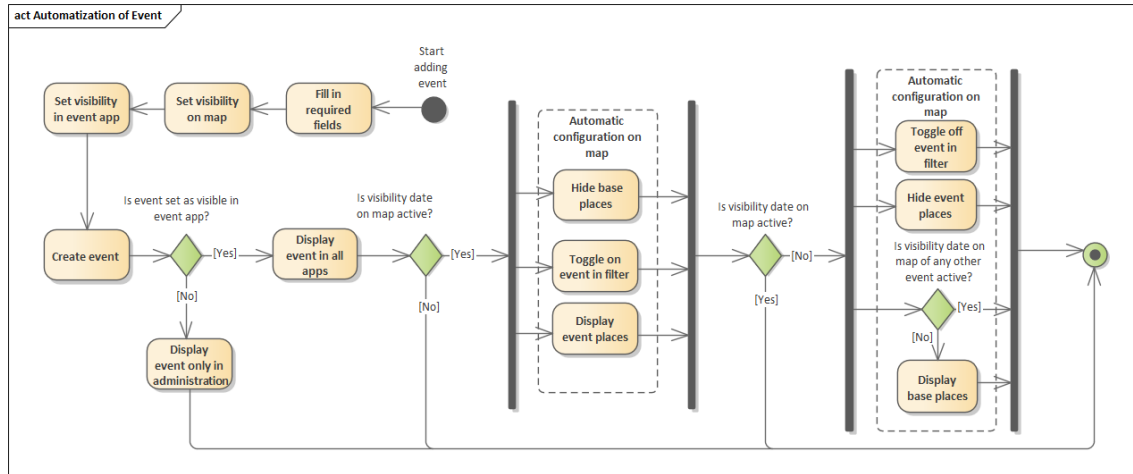 act Automatization of Event
Start
adding
event
Fill in
required
fields
Set visibility
on map
Set visibility
in event app
Create event
Is event set as visible in
event app?
[Yes]
[No]
Display
event only in
administration
Display
event in all
apps
Is visibility date
on map active?
[Yes]
[No]
Automatic
configuration on
map
Hide base
places
Toggle on
event in filter
Display
event places
Is visibility date on
map active?
[No]
[Yes]
Automatic
configuration on
map
Toggle off
event in
filter
Hide event
places
Is visibility date on
map of any other
event active?
[Yes]
[No]
Display
base places